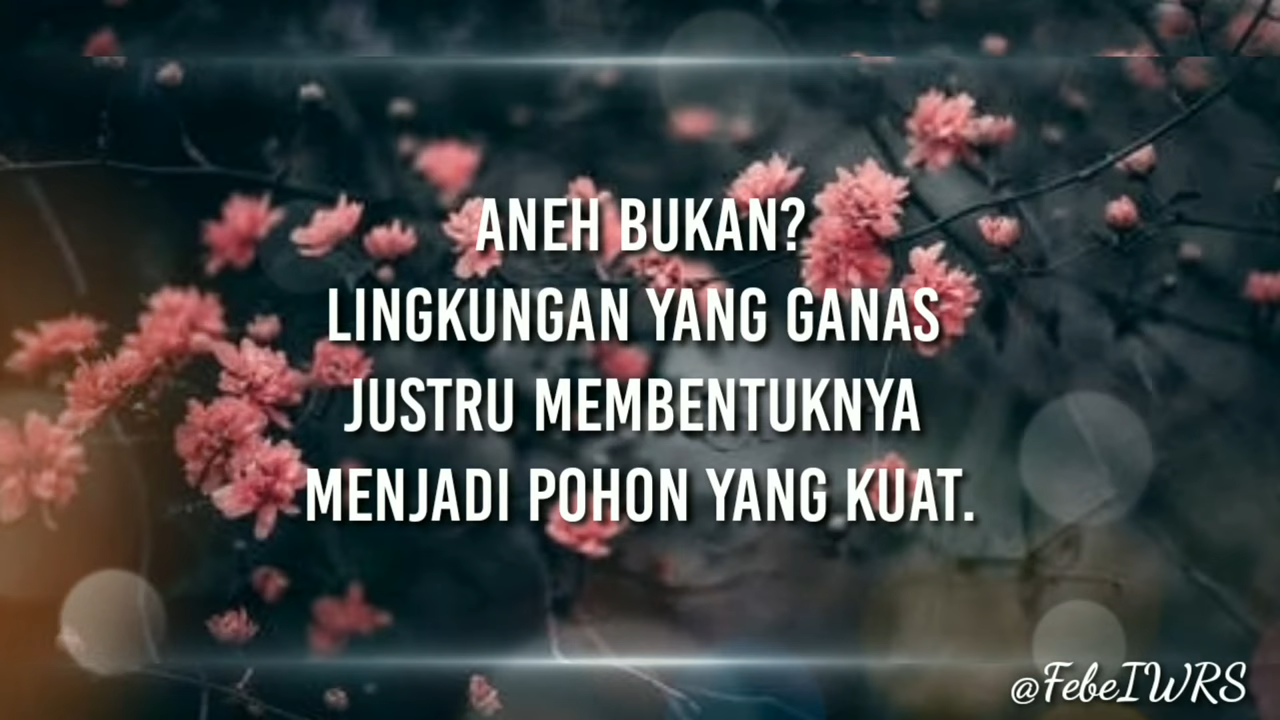 ANEH BUKAN?
LINGKUNGAN YANG GANAS
JUSTRU MEMBENTUKNYA
MENJADI POHON YANG KUAT.
@FebeIWRS